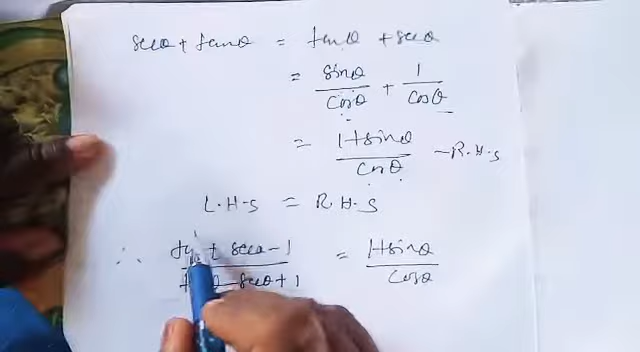 secθ + tanθ = tanθ + secθ
= sinθ/cosθ + 1/cosθ
= 1+sinθ/cosθ - R.H.S
L.H.S = R.H.S
∴ + secθ - 1 / θ - secθ + 1 = 1+sinθ/cosθ